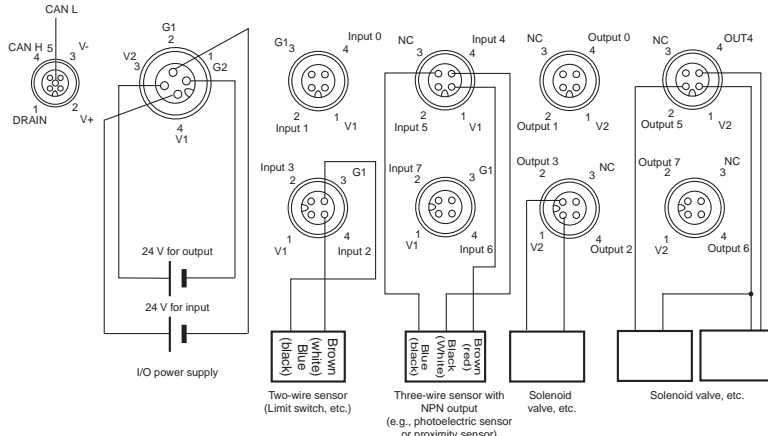 CAN L
CAN H 5 V-
4 3
1 2
DRAIN V+
G1
2
V2 1
3 G2
4
V1
24 V for output
24 V for input
I/O power supply
G1 Input 0
3 4
2 1
Input 1 V1
Input 3
2 3 G1
1 4
V1 Input 2
Brown
(white)
Blue
(black)
Two-wire sensor
(Limit switch, etc.)
NC Input 4
3 4
2 1
Input 5 V1
Input 7
2 3 G1
1 4
V1 Input 6
Brown
(red)
Black
(White)
Blue
(black)
Three-wire sensor with
NPN output
(e.g., photoelectric sensor
or proximity sensor)
NC Output 0
3 4
2 1
Output 1 V2
Output 3 NC
2 3
1 4
V2 Output 2
Solenoid
valve, etc.
NC OUT4
3 4
2 1
Output 5 V2
Output 7 NC
2 3
1 4
V2 Output 6
Solenoid valve, etc.